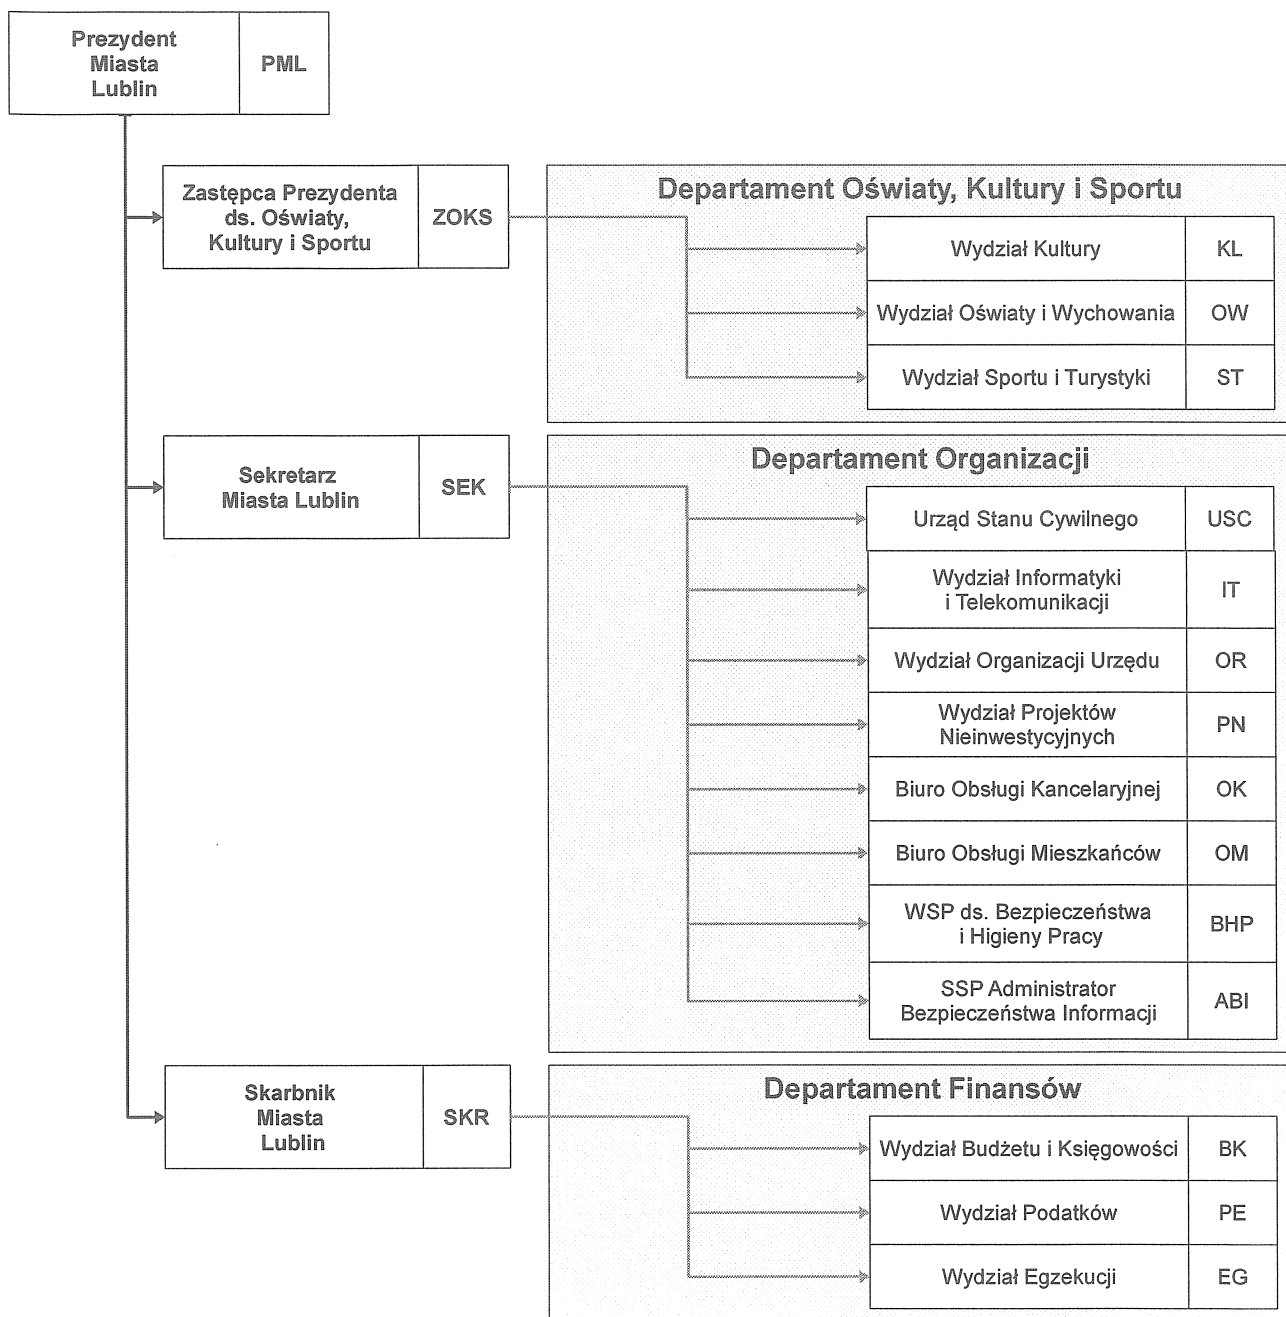 Prezydent
Miasta
Lublin
PML
Zastępca Prezydenta
ds. Oświaty,
Kultury i Sportu
ZOKS
Departament Oświaty, Kultury i Sportu
Wydział Kultury
KL
Wydział Oświaty i Wychowania
OW
Wydział Sportu i Turystyki
ST
Sekretarz
Miasta Lublin
SEK
Departament Organizacji
Urząd Stanu Cywilnego
USC
Wydział Informatyki
i Telekomunikacji
IT
Wydział Organizacji Urzędu
OR
Wydział Projektów
Nieinwestycyjnych
PN
Biuro Obsługi Kancelaryjnej
OK
Biuro Obsługi Mieszkańców
OM
WSP ds. Bezpieczeństwa
i Higieny Pracy
BHP
SSP Administrator
Bezpieczeństwa Informacji
ABI
Skarbnik
Miasta
Lublin
SKR
Departament Finansów
Wydział Budżetu i Księgowości
BK
Wydział Podatków
PE
Wydział Egzekucji
EG